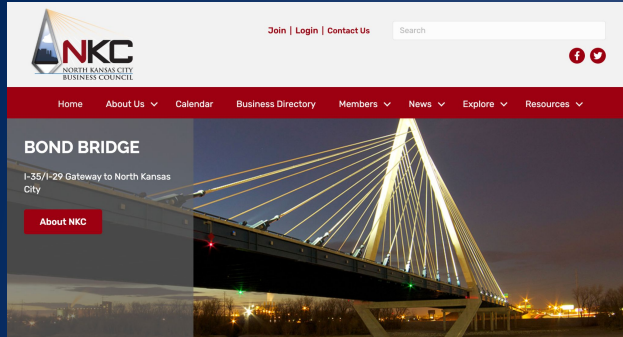 Join | Login | Contact Us
Search
NKC
NORTH KANSAS CITY
BUSINESS COUNCIL
Home About Us Calendar Business Directory Members News Explore Resources
BOND BRIDGE
I-35/I-29 Gateway to North Kansas
City
About NKC